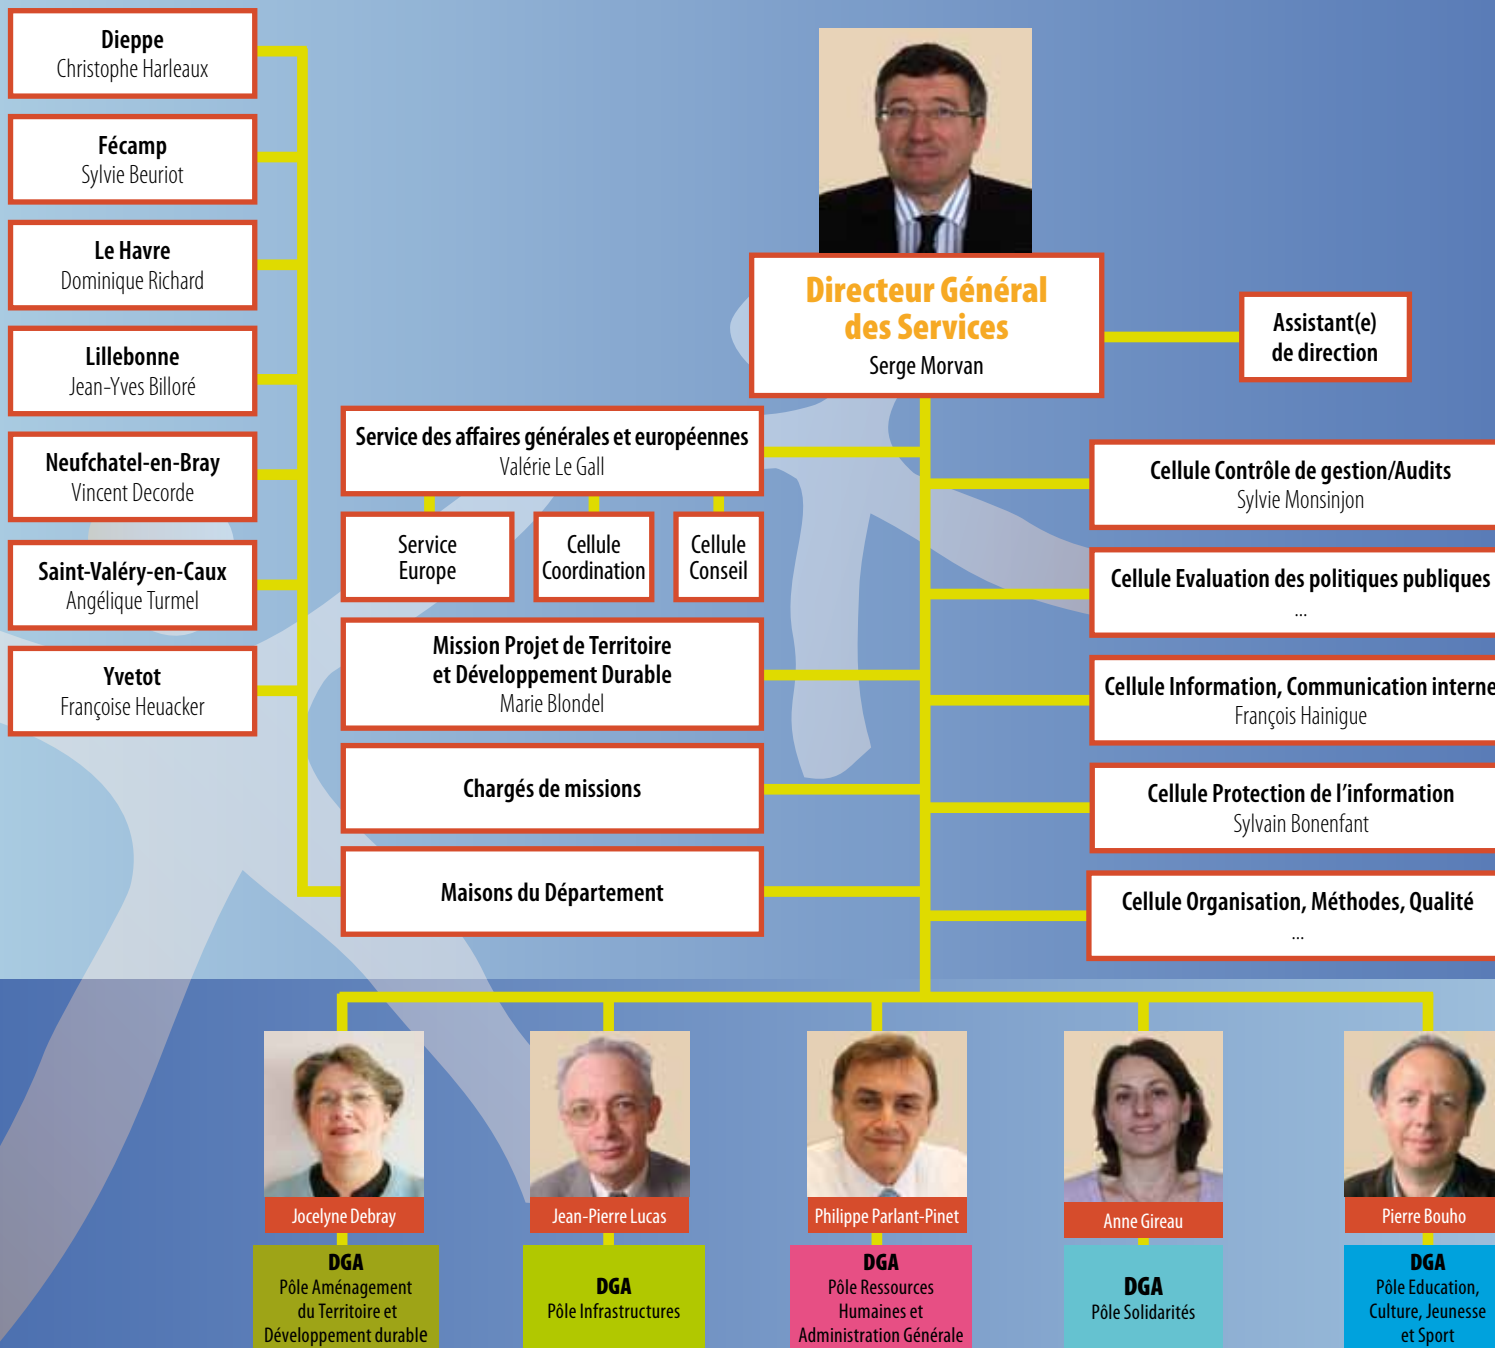 Dieppe
Christophe Harleaux
Fécamp
Sylvie Beuriot
Le Havre
Dominique Richard
Lillebonne
Jean-Yves Billoré
Neufchatel-en-Bray
Vincent Decorde
Saint-Valéry-en-Caux
Angélique Turmel
Yvetot
Françoise Heuacker
Directeur Général
des Services
Serge Morvan
Assistant(e)
de direction
Service des affaires générales et européennes
Valérie Le Gall
Service
Europe
Cellule
Coordination
Cellule
Conseil
Mission Projet de Territoire
et Développement Durable
Marie Blondel
Chargés de missions
Maisons du Département
Cellule Contrôle de gestion/Audits
Sylvie Monsinjon
Cellule Evaluation des politiques publiques
...
Cellule Information, Communication interne
François Hainigue
Cellule Protection de l'information
Sylvain Bonenfant
Cellule Organisation, Méthodes, Qualité
...
Jocelyne Debray
DGA
Pôle Aménagement
du Territoire et
Développement durable
Jean-Pierre Lucas
DGA
Pôle Infrastructures
Philippe Parlant-Pinet
DGA
Pôle Ressources
Humaines et
Administration Générale
Anne Gireau
DGA
Pôle Solidarités
Pierre Bouho
DGA
Pôle Education,
Culture, Jeunesse
et Sport